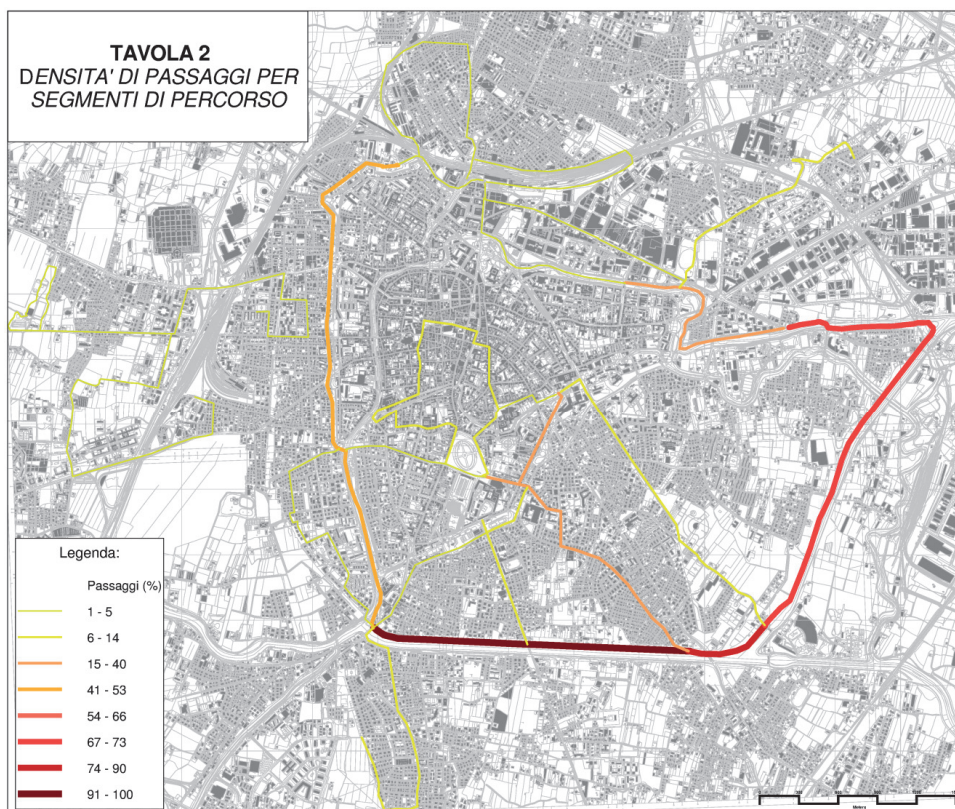 TAVOLA 2
DENSITA' DI PASSAGGI PER
SEGMENTI DI PERCORSO
Legenda:
Passaggi (%)
1 - 5
6 - 14
15 - 40
41 - 53
54 - 66
67 - 73
74 - 90
91 - 100